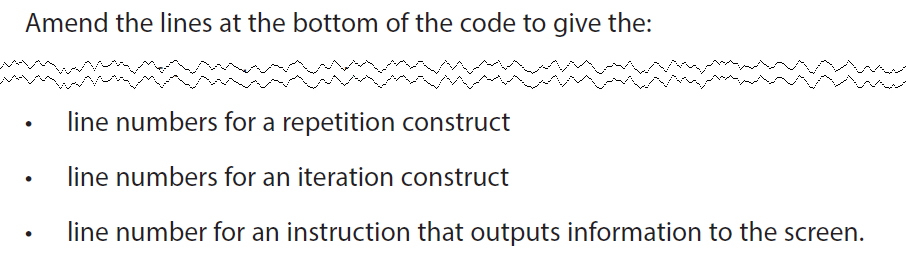 Amend the lines at the bottom of the code to give the:
• line numbers for a repetition construct
• line numbers for an iteration construct
• line number for an instruction that outputs information to the screen.